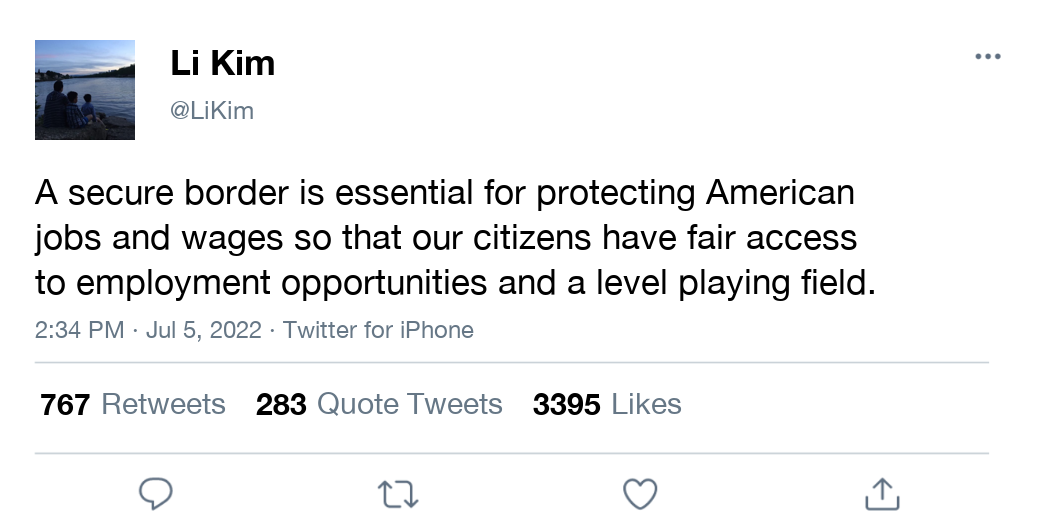 Li Kim
@LiKim
A secure border is essential for protecting American
jobs and wages so that our citizens have fair access
to employment opportunities and a level playing field.
2:34 PM · Jul 5, 2022 · Twitter for iPhone
767 Retweets 283 Quote Tweets 3395 Likes